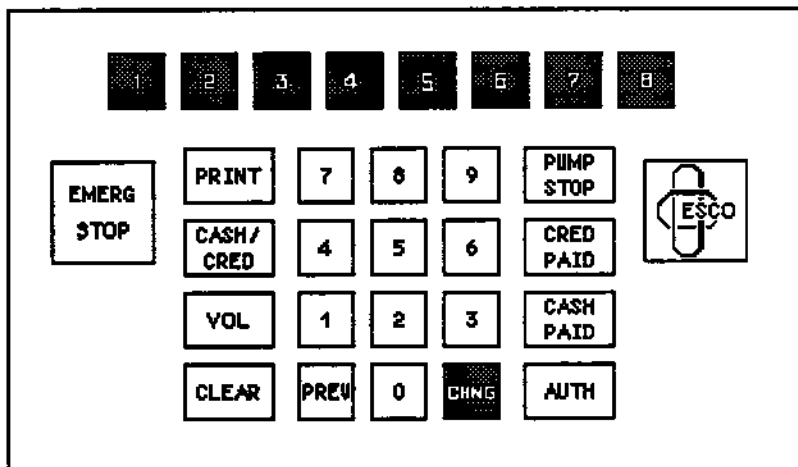 1 2 3 4 5 6 7 8
PRINT 7 8 9 PUMP
STOP
EMERG
STOP
ESCO
CASH/
CRED
4 5 6 CRED
PAID
VOL 1 2 3 CASH
PAID
CLEAR PREV 0 CHNG AUTH